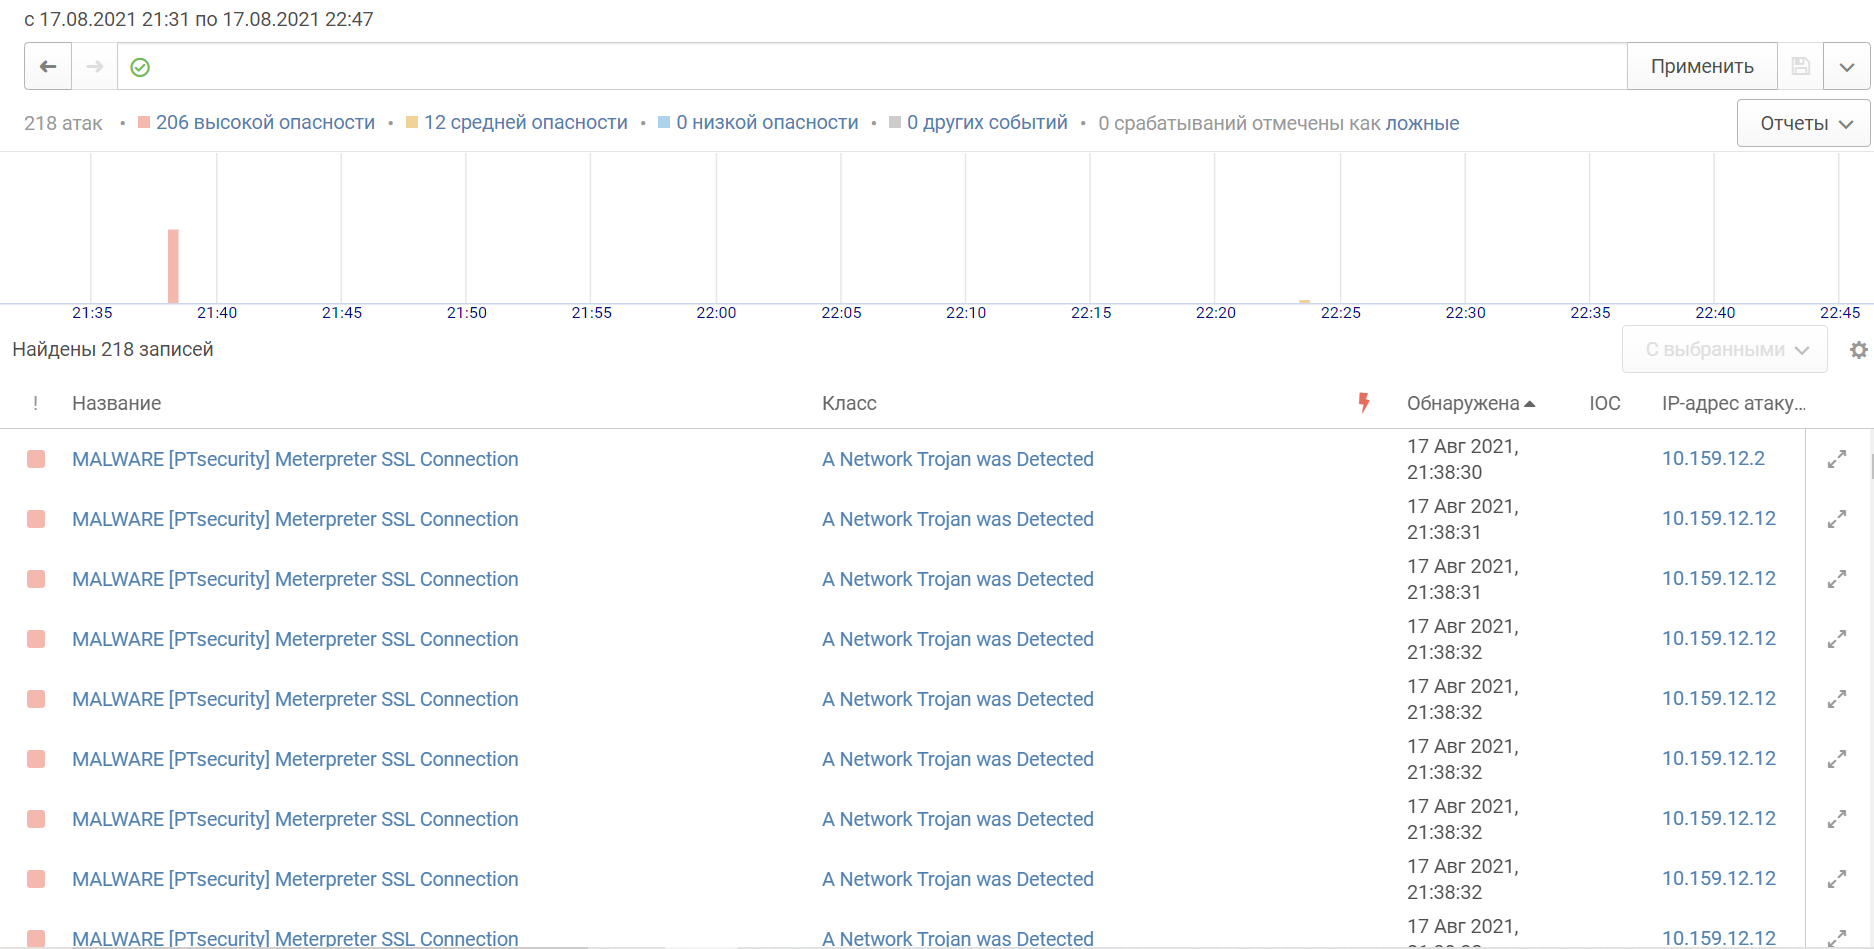 с 17.08.2021 21:31 по 17.08.2021 22:47
Применить
218 атак • 206 высокой опасности • 12 средней опасности • 0 низкой опасности • 0 других событий • 0 срабатываний отмечены как ложные
Отчеты
21:35 21:40 21:45 21:50 21:55 22:00 22:05 22:10 22:15 22:20 22:25 22:30 22:35 22:40 22:45
Найдены 218 записей
С выбранными
! Название Класс Обнаружена IOC IP-адрес атаку...
MALWARE [PTsecurity] Meterpreter SSL Connection A Network Trojan was Detected 17 Авг 2021, 10.159.12.2
21:38:30
MALWARE [PTsecurity] Meterpreter SSL Connection A Network Trojan was Detected 17 Авг 2021, 10.159.12.12
21:38:31
MALWARE [PTsecurity] Meterpreter SSL Connection A Network Trojan was Detected 17 Авг 2021, 10.159.12.12
21:38:31
MALWARE [PTsecurity] Meterpreter SSL Connection A Network Trojan was Detected 17 Авг 2021, 10.159.12.12
21:38:32
MALWARE [PTsecurity] Meterpreter SSL Connection A Network Trojan was Detected 17 Авг 2021, 10.159.12.12
21:38:32
MALWARE [PTsecurity] Meterpreter SSL Connection A Network Trojan was Detected 17 Авг 2021, 10.159.12.12
21:38:32
MALWARE [PTsecurity] Meterpreter SSL Connection A Network Trojan was Detected 17 Авг 2021, 10.159.12.12
21:38:32
MALWARE [PTsecurity] Meterpreter SSL Connection A Network Trojan was Detected 17 Авг 2021, 10.159.12.12
21:38:32
MALWARE [PTsecurity] Meterpreter SSL Connection A Network Trojan was Detected 17 Авг 2021, 10.159.12.12